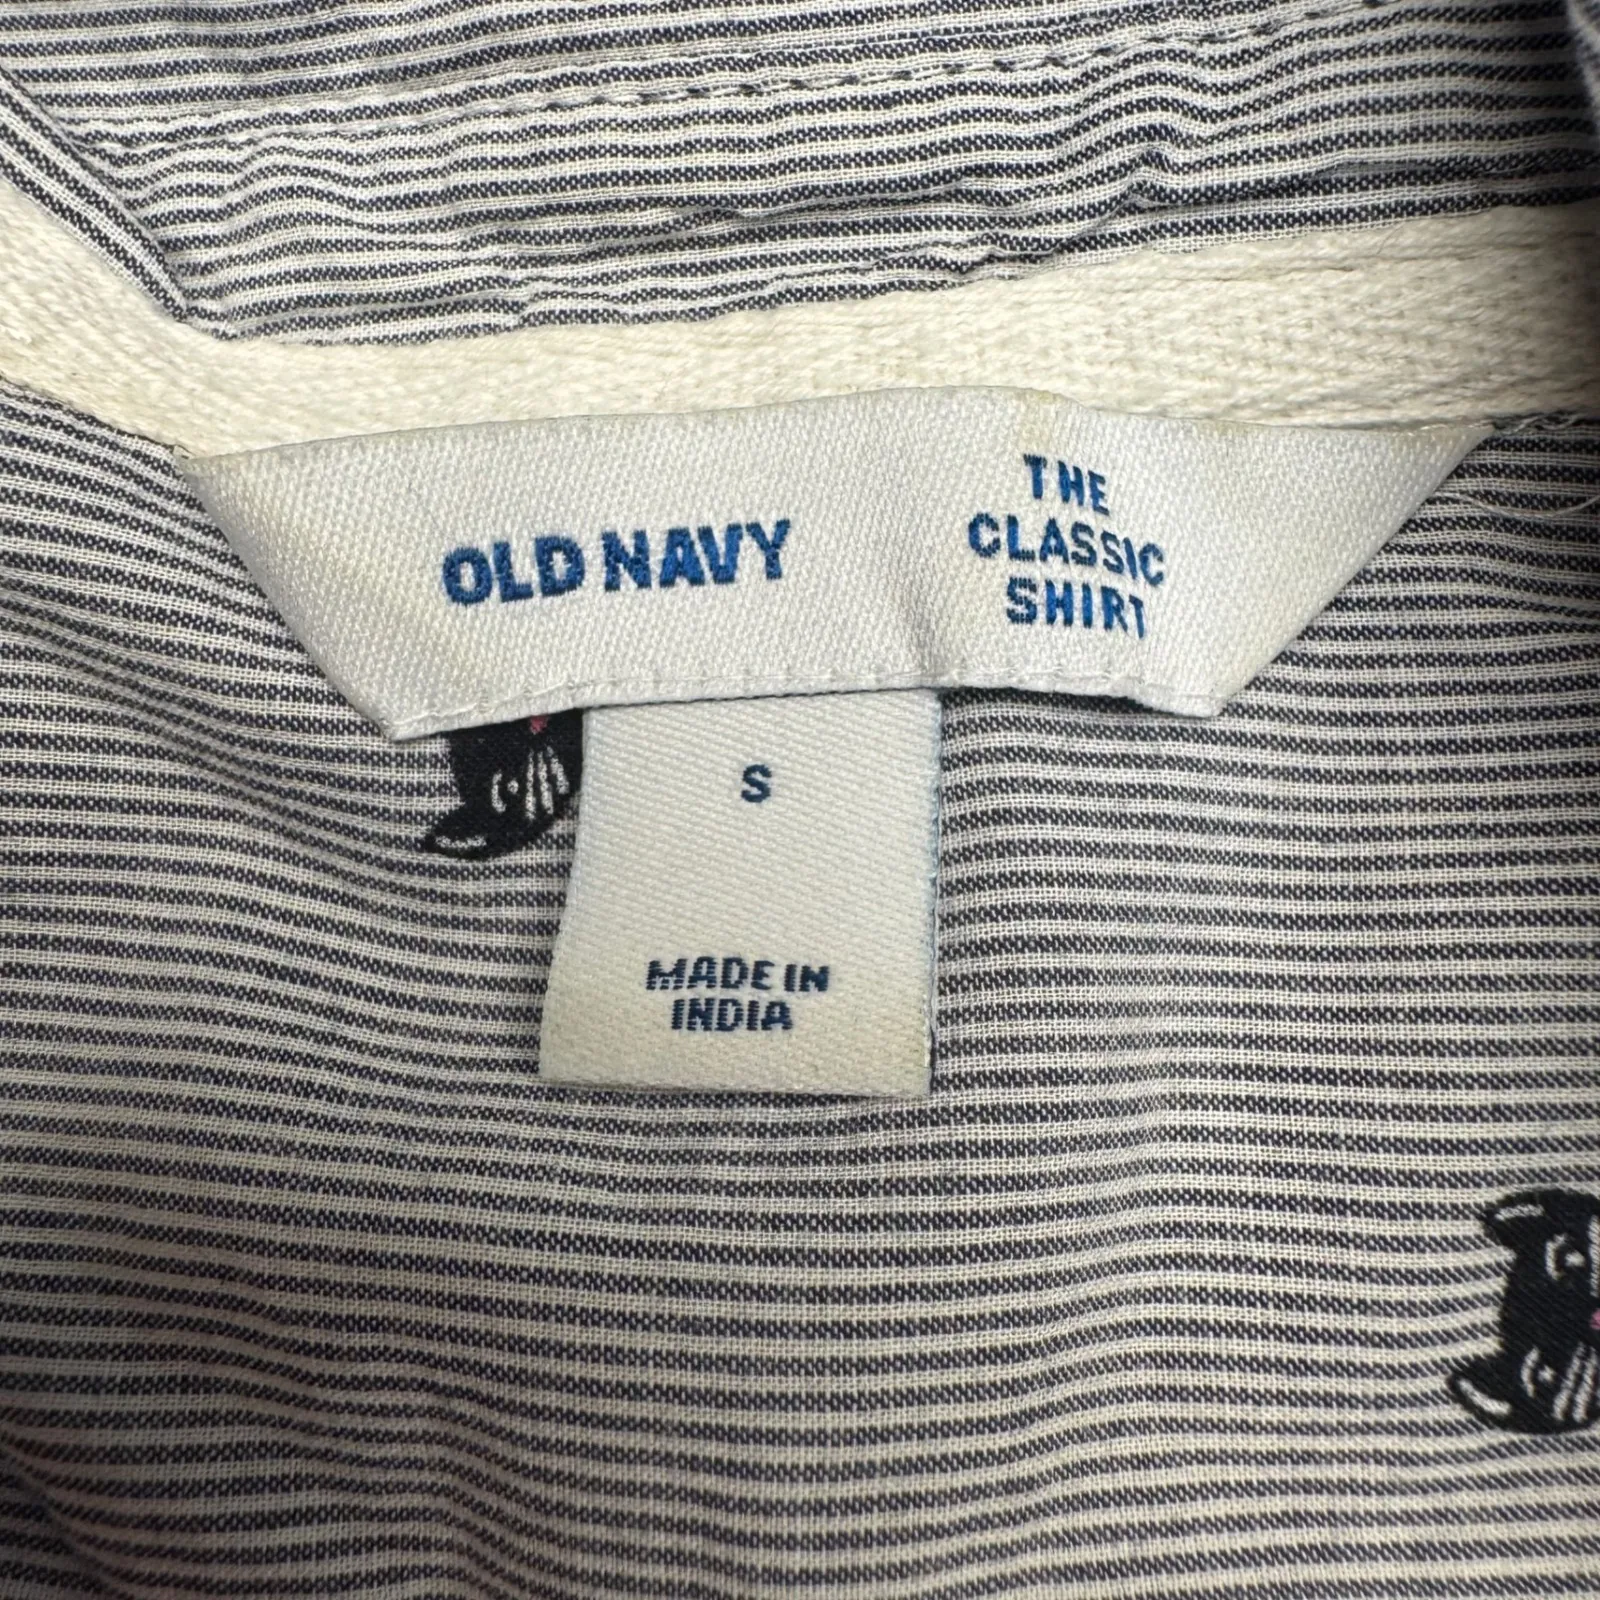 OLD NAVY
THE
CLASSIC
SHIRT
S
MADE IN
INDIA